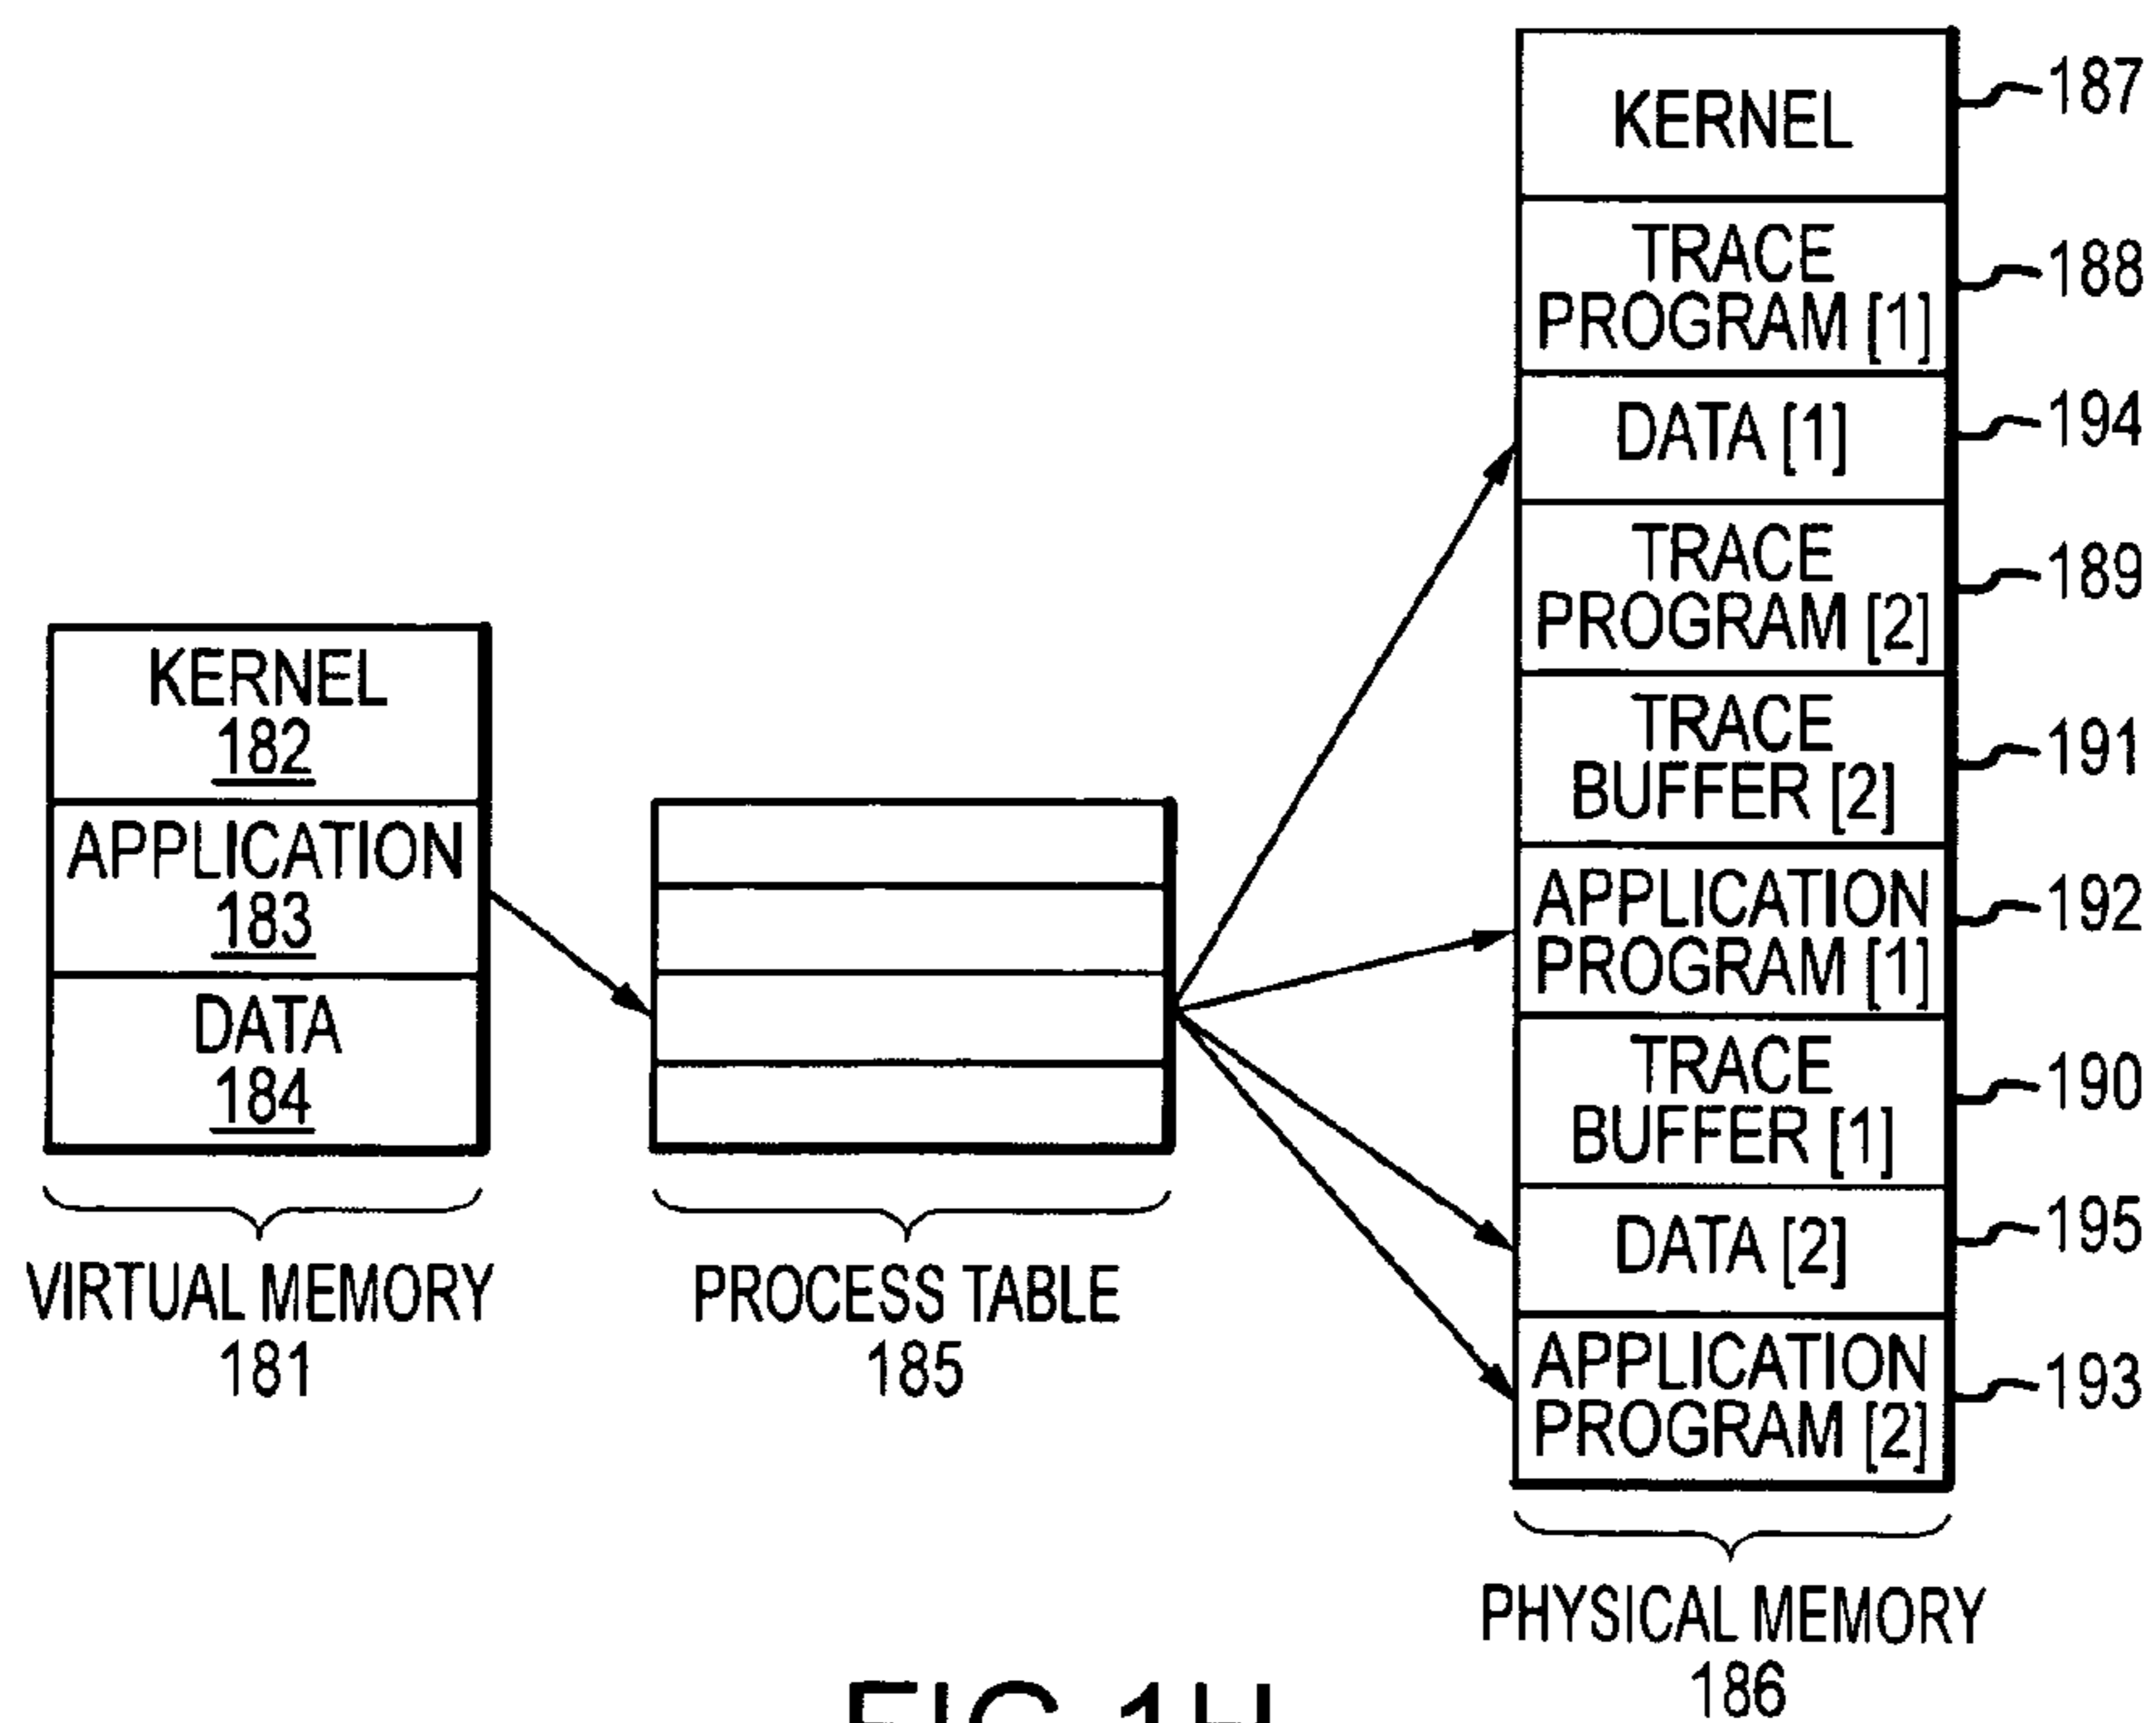 KERNEL
182
APPLICATION
183
DATA
184
VIRTUAL MEMORY
181
PROCESS TABLE
185
KERNEL
187
TRACE
PROGRAM [1]
188
DATA [1]
194
TRACE
PROGRAM [2]
189
TRACE
BUFFER [2]
191
APPLICATION
PROGRAM [1]
192
TRACE
BUFFER [1]
190
DATA [2]
195
APPLICATION
PROGRAM [2]
193
PHYSICAL MEMORY
186
FIG. 1H